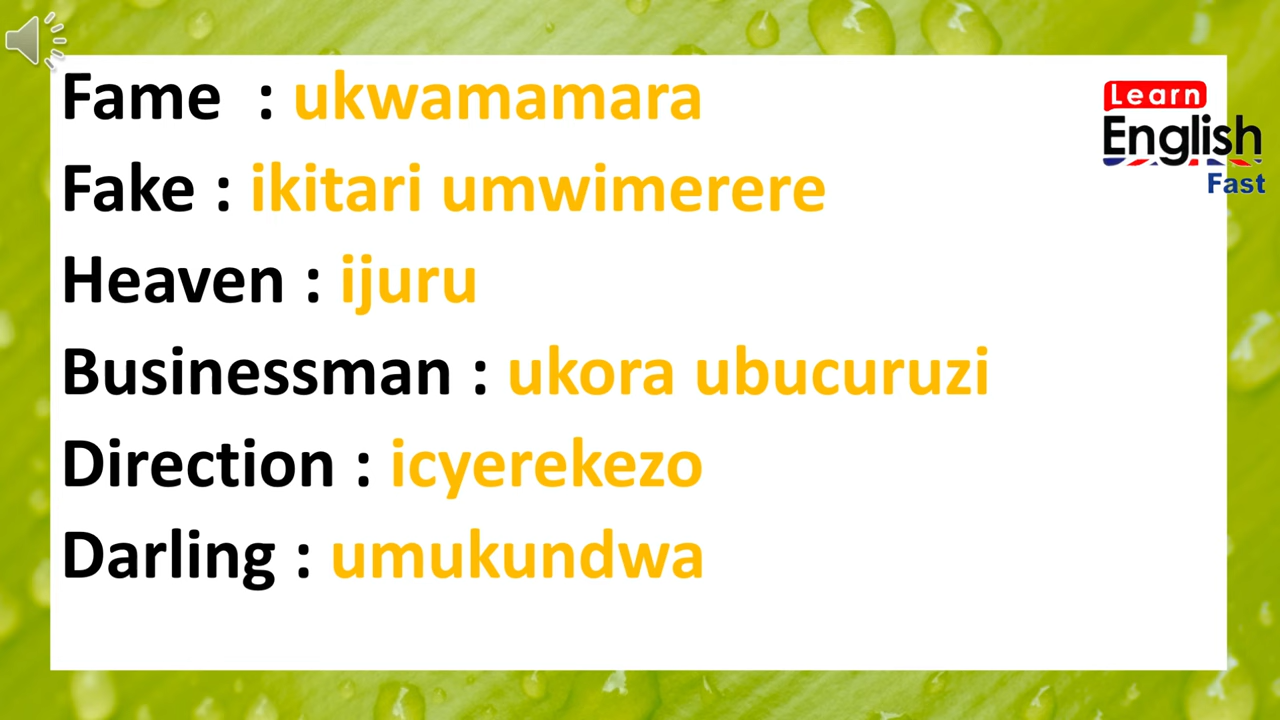 Fame : ukwamamara
Fake : ikitari umwimerere
Heaven : ijuru
Businessman : ukora ubucuruzi
Direction : icyerekezo
Darling : umukundwa
Learn
English
Fast